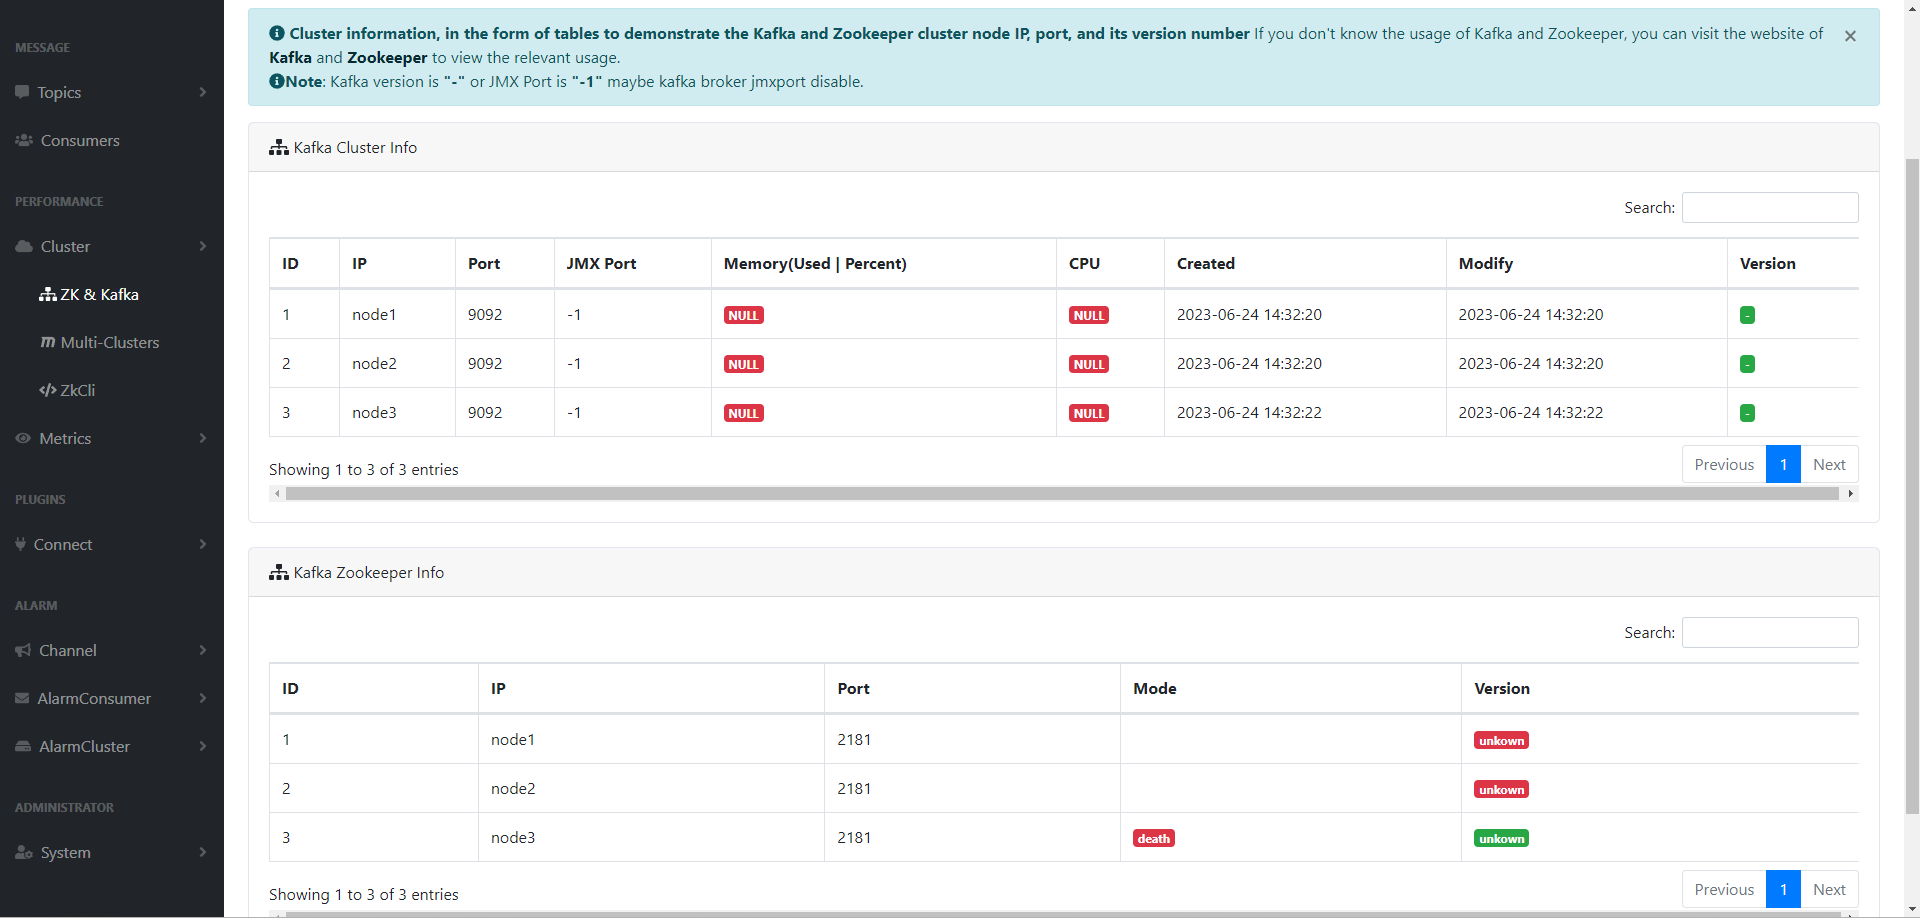 MESSAGE
Topics
Consumers
PERFORMANCE
Cluster
ZK & Kafka
Multi-Clusters
ZkCli
Metrics
PLUGINS
Connect
ALARM
Channel
AlarmConsumer
AlarmCluster
ADMINISTRATOR
System
Cluster information, in the form of tables to demonstrate the Kafka and Zookeeper cluster node IP, port, and its version number If you don't know the usage of Kafka and Zookeeper, you can visit the website of
Kafka and Zookeeper to view the relevant usage.
Note: Kafka version is "-" or JMX Port is "-1" maybe kafka broker jmxport disable.
×
Kafka Cluster Info
Search:
ID IP Port JMX Port Memory(Used | Percent) CPU Created Modify Version
1 node1 9092 -1 NULL NULL 2023-06-24 14:32:20 2023-06-24 14:32:20 -
2 node2 9092 -1 NULL NULL 2023-06-24 14:32:20 2023-06-24 14:32:20 -
3 node3 9092 -1 NULL NULL 2023-06-24 14:32:22 2023-06-24 14:32:22 -
Showing 1 to 3 of 3 entries
Previous 1 Next
Kafka Zookeeper Info
Search:
ID IP Port Mode Version
1 node1 2181 unkown
2 node2 2181 unkown
3 node3 2181 death unkown
Showing 1 to 3 of 3 entries
Previous 1 Next